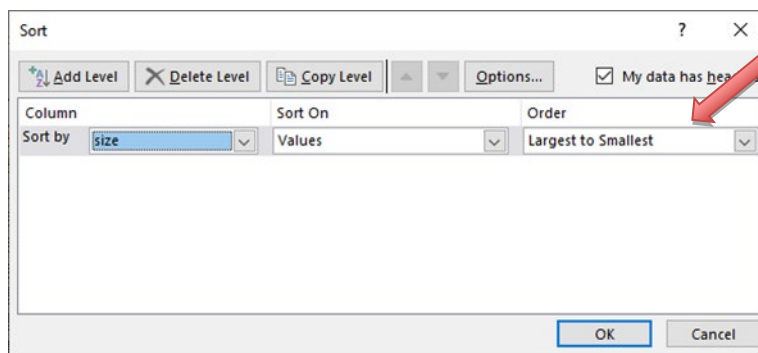 Sort ? X
Add Level Delete Level Copy Level Options... My data has
Column Sort On Order
Sort by size Values Largest to Smallest
OK Cancel